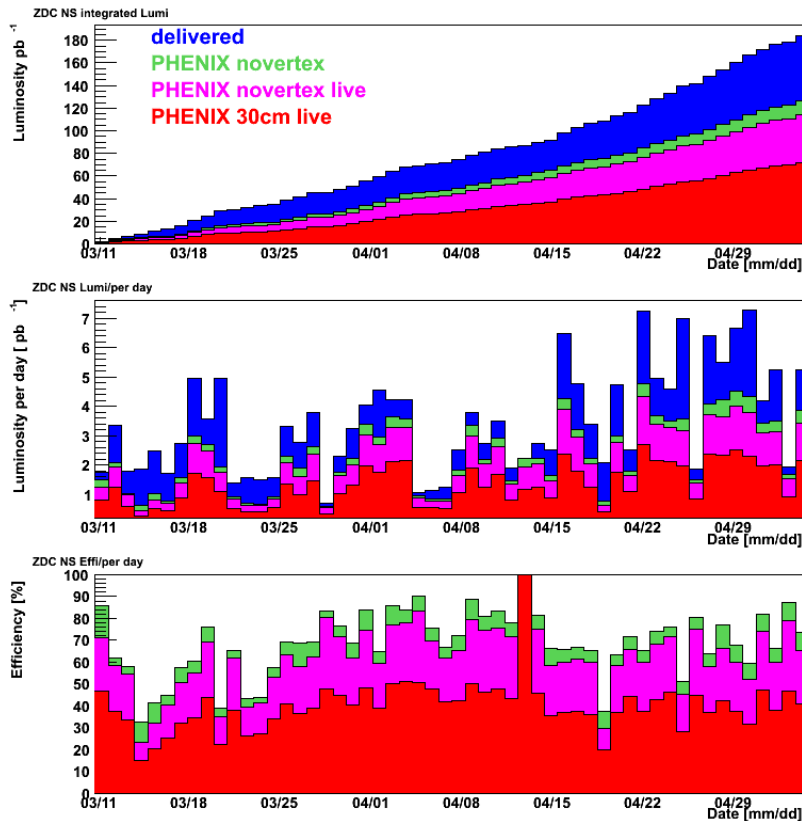 ZDC NS integrated Lumi
Luminosity pb -1
delivered
PHENIX novertex
PHENIX novertex live
PHENIX 30cm live
180
160
140
120
100
80
60
40
20
0
03/11 03/18 03/25 04/01 04/08 04/15 04/22 04/29
Date [mm/dd]
ZDC NS Lumi/per day
Luminosity per day [ pb -1]
7
6
5
4
3
2
1
03/11 03/18 03/25 04/01 04/08 04/15 04/22 04/29
Date [mm/dd]
ZDC NS Effi/per day
Efficiency [%]
100
90
80
70
60
50
40
30
20
10
0
03/11 03/18 03/25 04/01 04/08 04/15 04/22 04/29
Date [mm/dd]